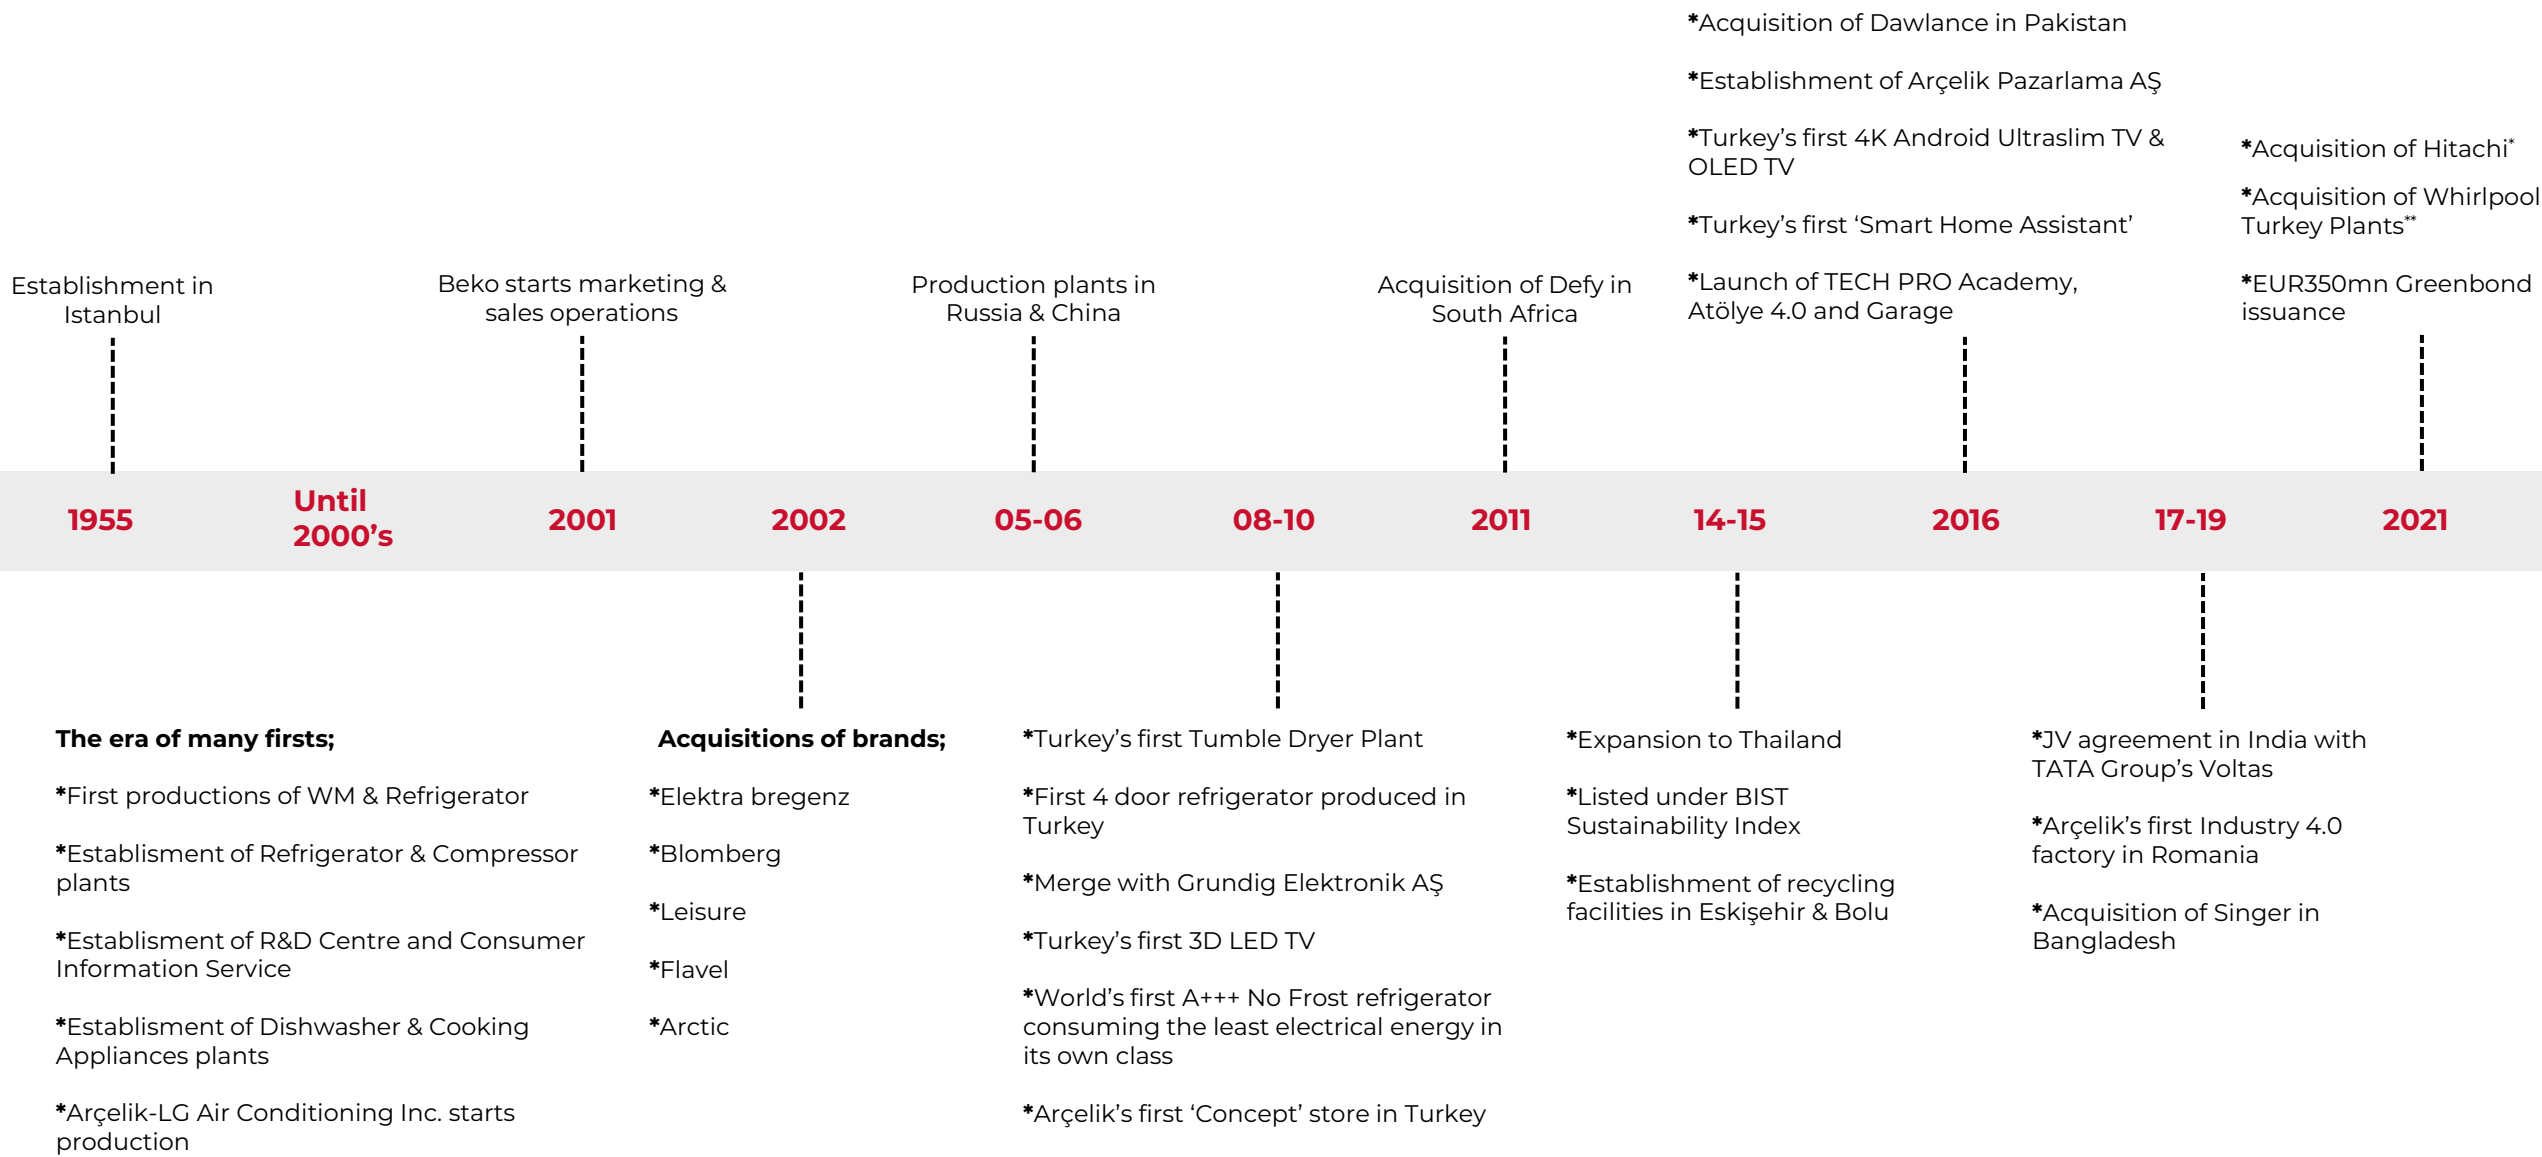 *Acquisition of Dawlance in Pakistan
*Establishment of Arçelik Pazarlama AŞ
*Turkey’s first 4K Android Ultraslim TV &
OLED TV
*Turkey’s first ‘Smart Home Assistant’
*Launch of TECH PRO Academy,
Atölye 4.0 and Garage
*Acquisition of Hitachi*
*Acquisition of Whirlpool
Turkey Plants**
*EUR350mn Greenbond
issuance
Establishment in
Istanbul
Beko starts marketing &
sales operations
Production plants in
Russia & China
Acquisition of Defy in
South Africa
1955
Until
2000’s
2001
2002
05-06
08-10
2011
14-15
2016
17-19
2021
The era of many firsts;
*First productions of WM & Refrigerator
*Establisment of Refrigerator & Compressor
plants
*Establisment of R&D Centre and Consumer
Information Service
*Establisment of Dishwasher & Cooking
Appliances plants
*Arçelik-LG Air Conditioning Inc. starts
production
Acquisitions of brands;
*Elektra bregenz
*Blomberg
*Leisure
*Flavel
*Arctic
*Turkey’s first Tumble Dryer Plant
*First 4 door refrigerator produced in
Turkey
*Merge with Grundig Elektronik AŞ
*Turkey’s first 3D LED TV
*World’s first A+++ No Frost refrigerator
consuming the least electrical energy in
its own class
*Arçelik’s first ‘Concept’ store in Turkey
*Expansion to Thailand
*Listed under BIST
Sustainability Index
*Establishment of recycling
facilities in Eskişehir & Bolu
*JV agreement in India with
TATA Group’s Voltas
*Arçelik’s first Industry 4.0
factory in Romania
*Acquisition of Singer in
Bangladesh